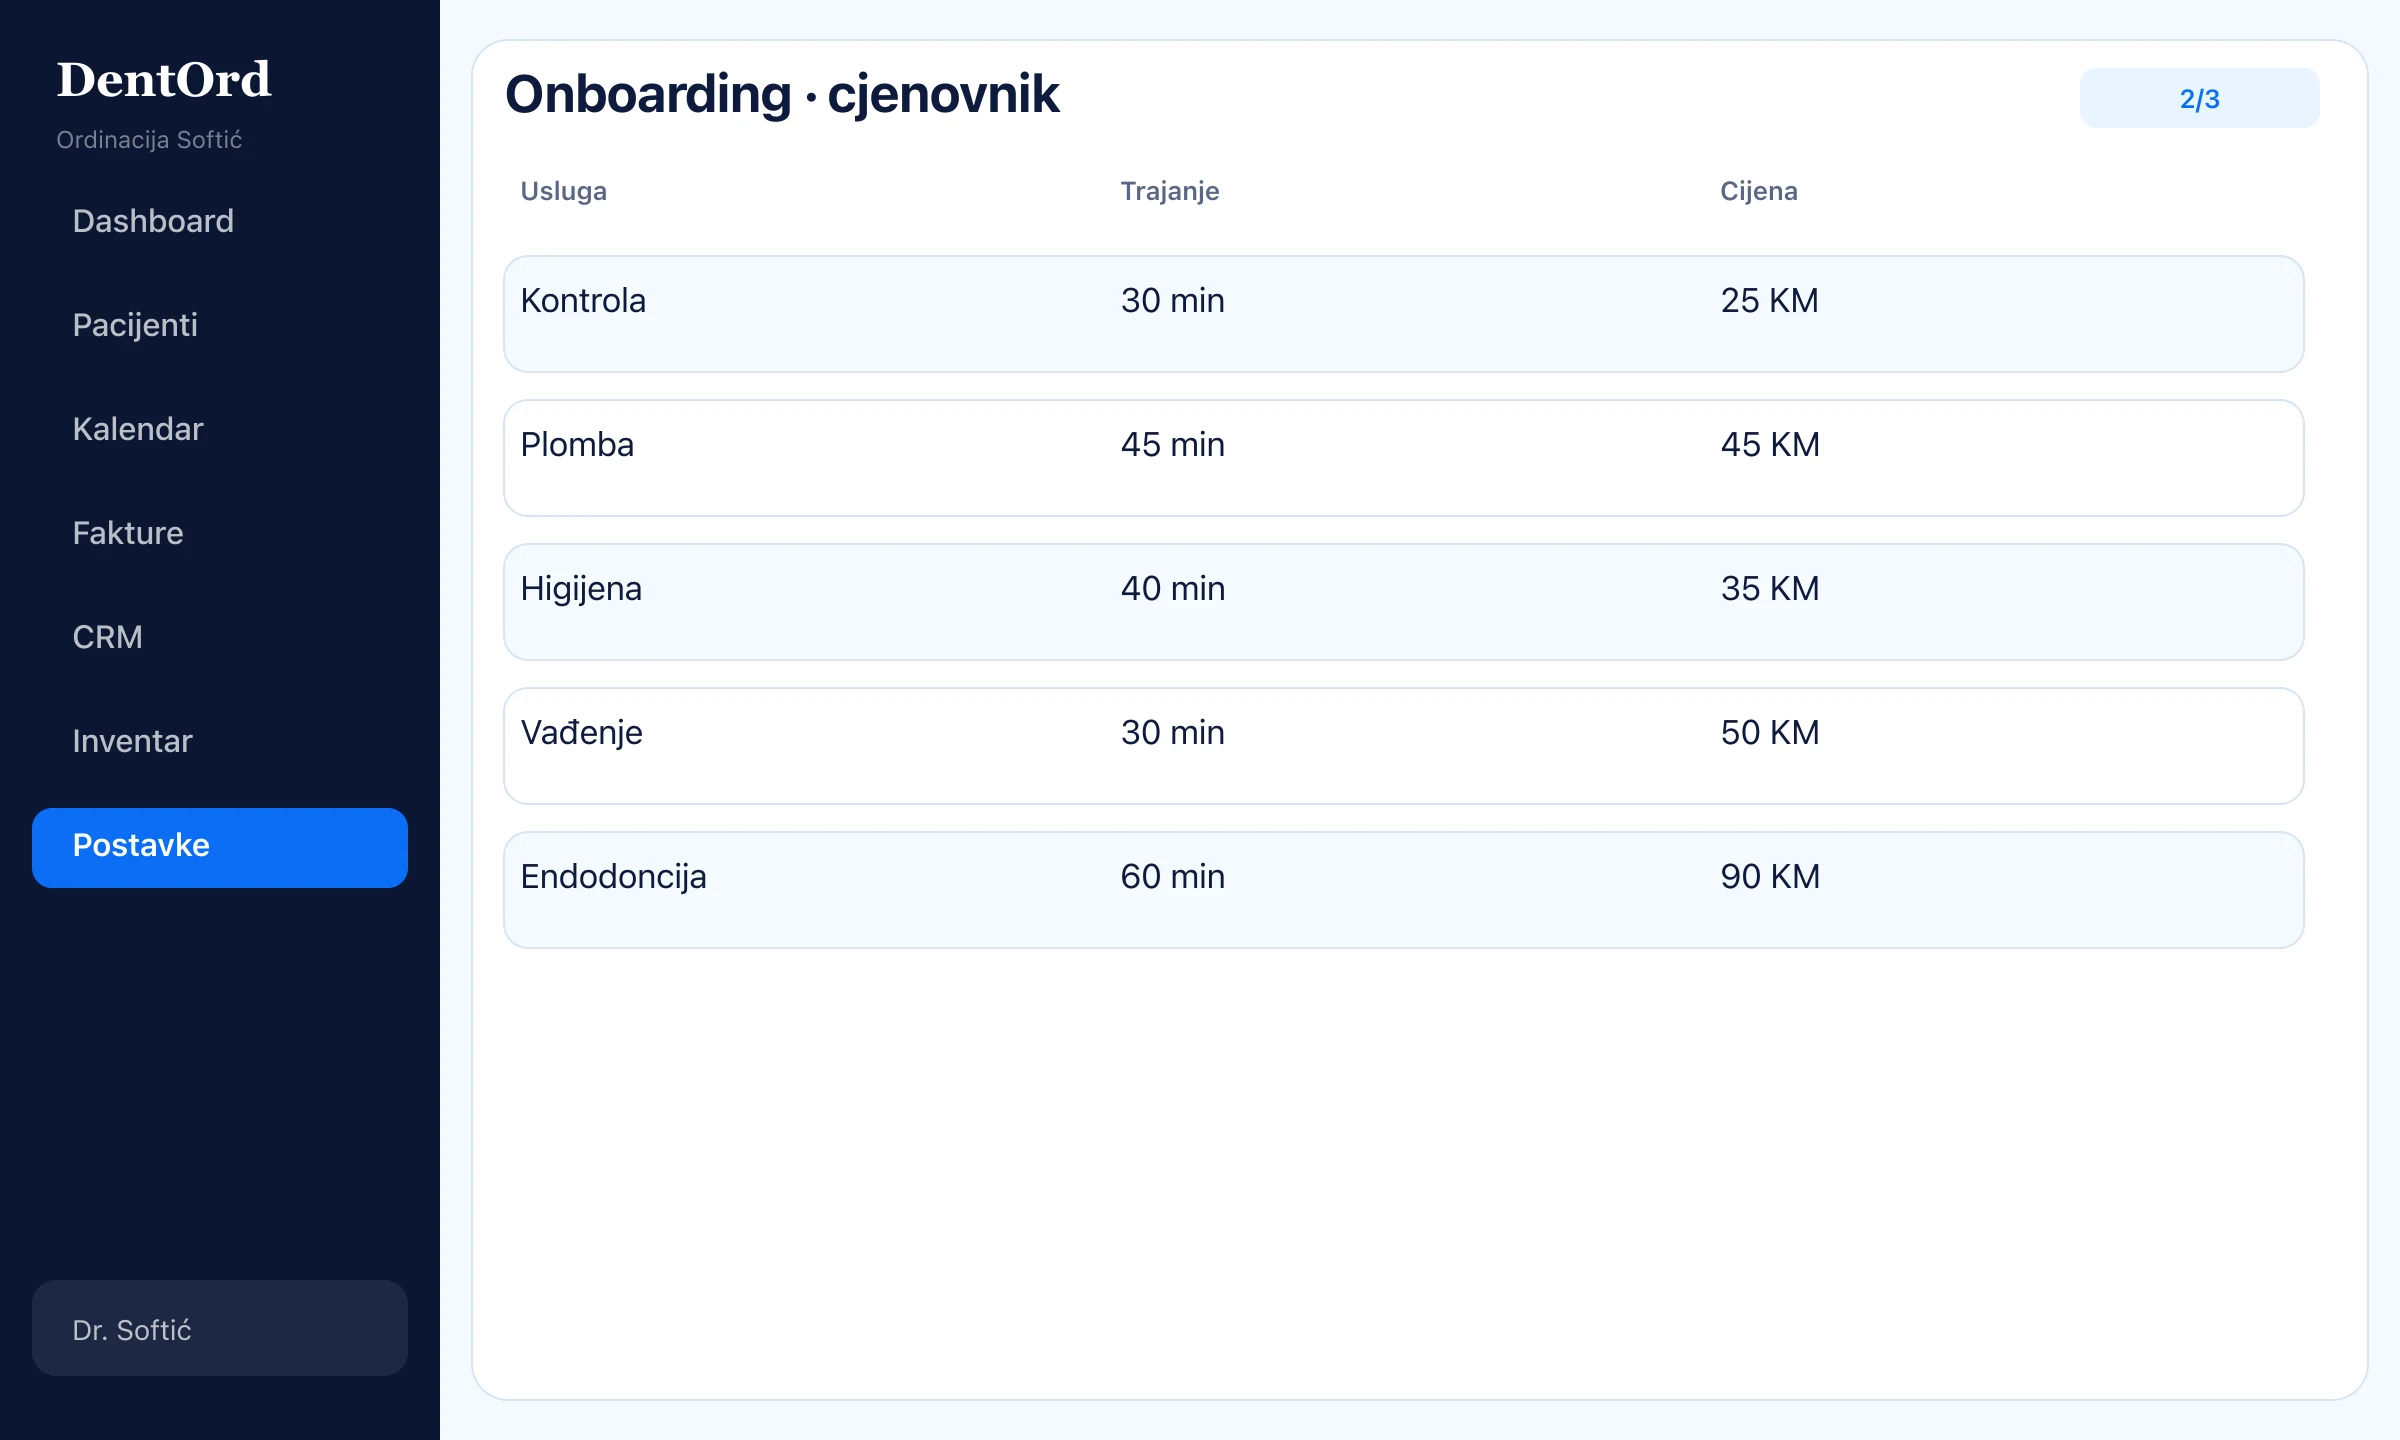 DentOrd
Ordinacija Softić
Dashboard
Pacijenti
Kalendar
Fakture
CRM
Inventar
Postavke
Dr. Softić
Onboarding · cjenovnik
2/3
Usluga Trajanje Cijena
Kontrola 30 min 25 KM
Plomba 45 min 45 KM
Higijena 40 min 35 KM
Vađenje 30 min 50 KM
Endodoncija 60 min 90 KM